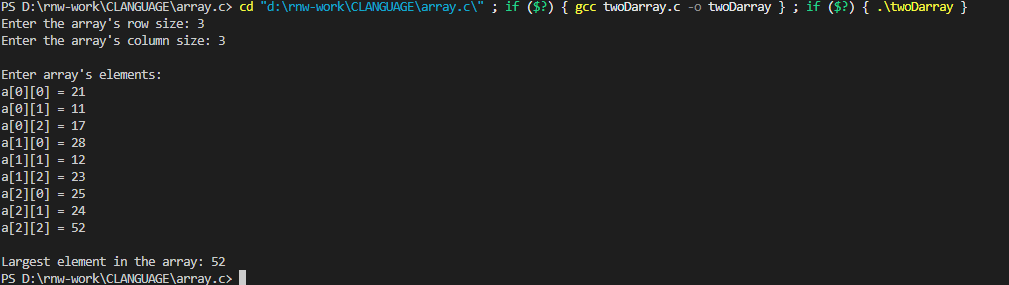 PS D:\rnw-work\CLANGUAGE\array.c> cd "d:\rnw-work\CLANGUAGE\array.c\" ; if ($?) { gcc twoDarray.c -o twoDarray } ; if ($?) { .\twoDarray }
Enter the array's row size: 3
Enter the array's column size: 3
Enter array's elements:
a[0][0] = 21
a[0][1] = 11
a[0][2] = 17
a[1][0] = 28
a[1][1] = 12
a[1][2] = 23
a[2][0] = 25
a[2][1] = 24
a[2][2] = 52
Largest element in the array: 52
PS D:\rnw-work\CLANGUAGE\array.c>